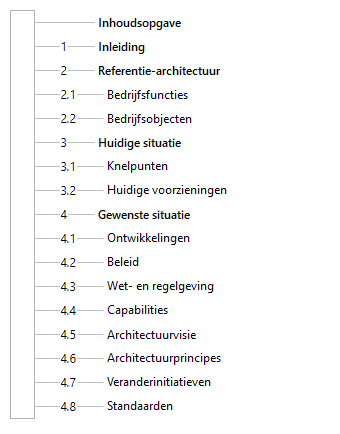 Inhoudsopgave
1 Inleiding
2 Referentie-architectuur
2.1 Bedrijfsfuncties
2.2 Bedrijfsobjecten
3 Huidige situatie
3.1 Knelpunten
3.2 Huidige voorzieningen
4 Gewenste situatie
4.1 Ontwikkelingen
4.2 Beleid
4.3 Wet- en regelgeving
4.4 Capabilities
4.5 Architectuurvisie
4.6 Architectuurprincipes
4.7 Veranderinitiatieven
4.8 Standaarden